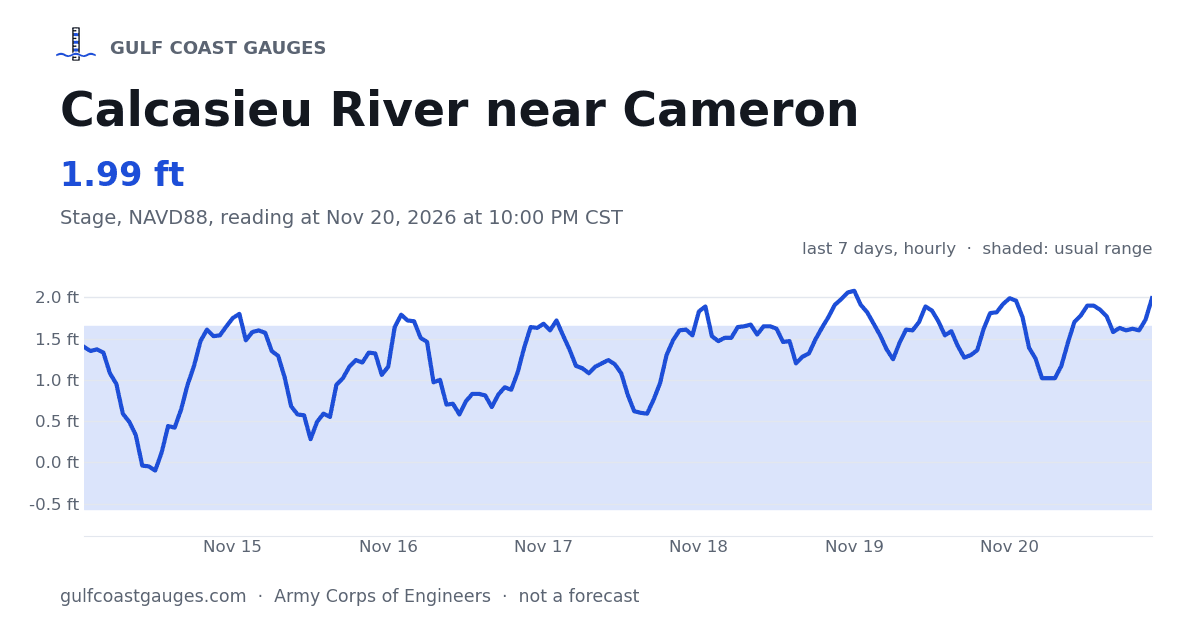 GULF COAST GAUGES
Calcasieu River near Cameron
1.99 ft
Stage, NAVD88, reading at Nov 20, 2026 at 10:00 PM CST
last 7 days, hourly · shaded: usual range
2.0 ft
1.5 ft
1.0 ft
0.5 ft
0.0 ft
-0.5 ft
Nov 15 Nov 16 Nov 17 Nov 18 Nov 19 Nov 20
gulfcoastgauges.com · Army Corps of Engineers · not a forecast